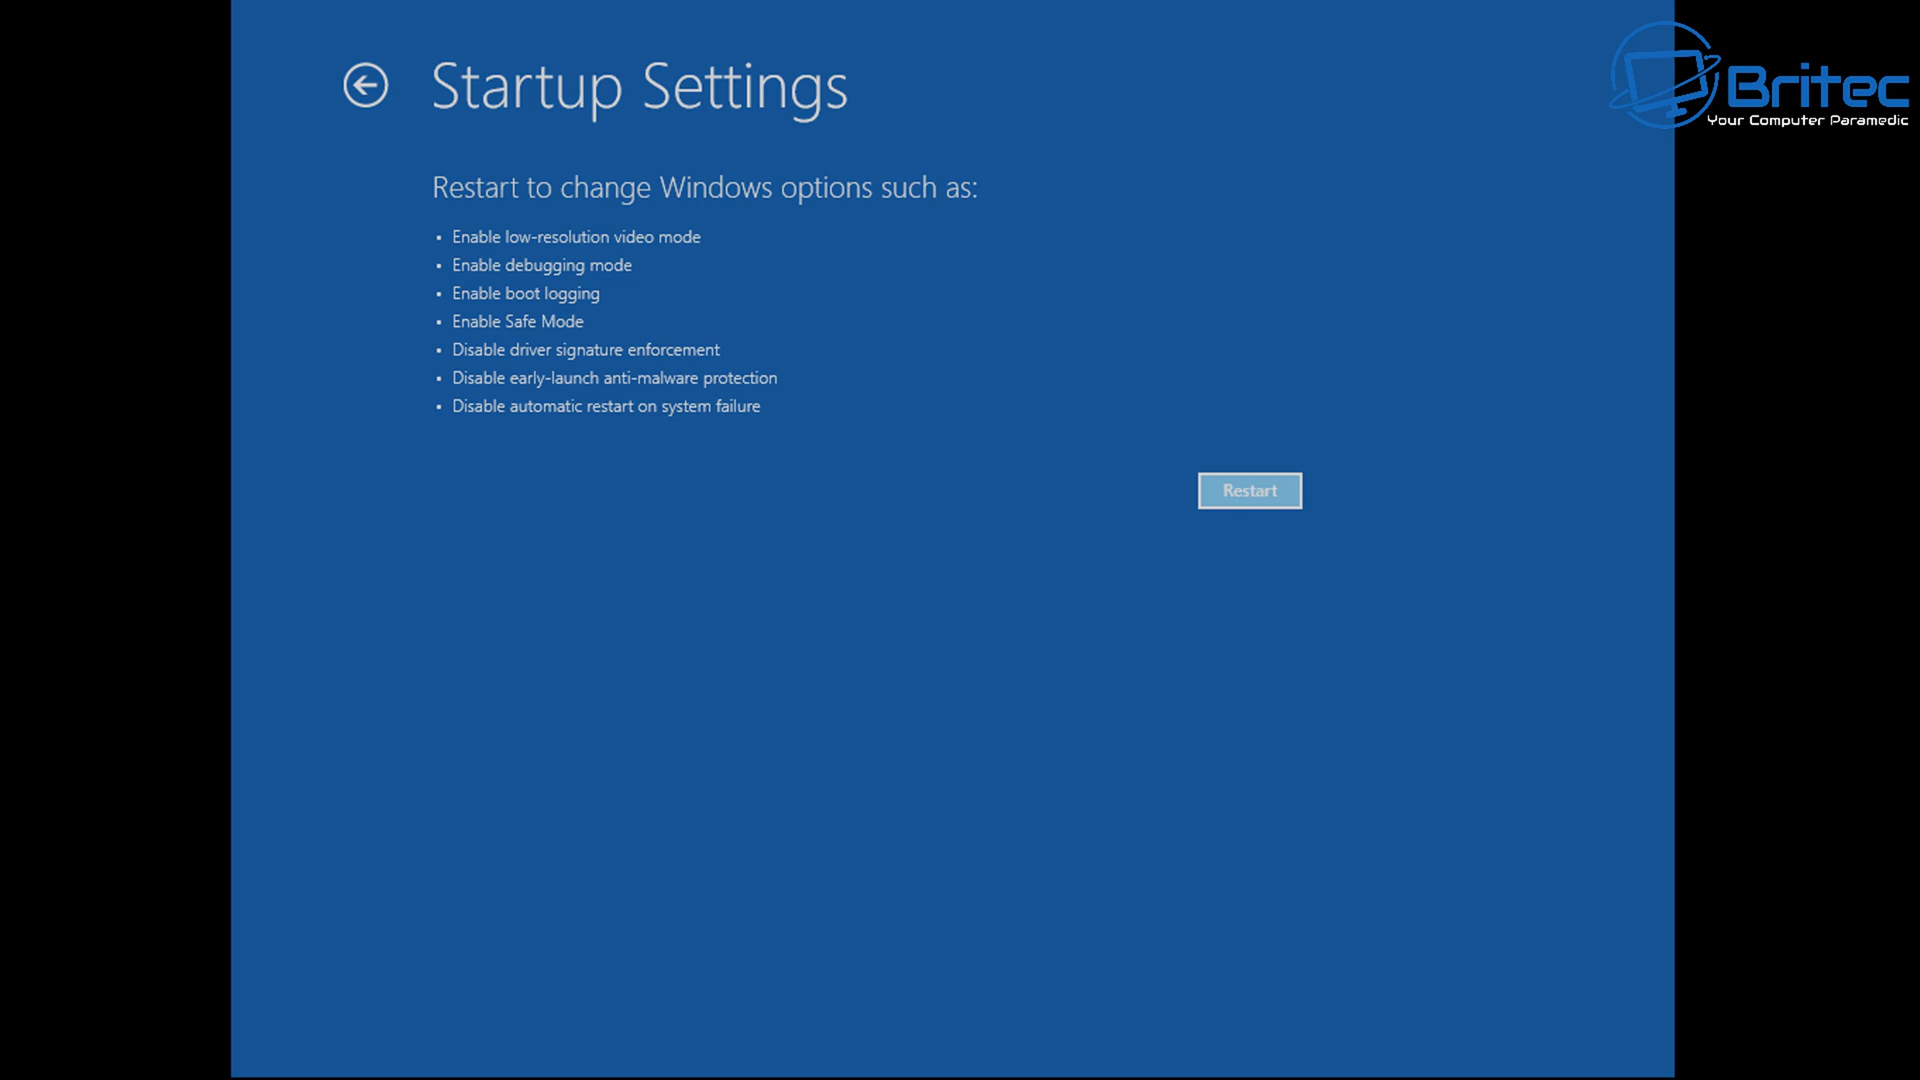 Startup Settings
Britec
Your Computer Paramedic
Restart to change Windows options such as:
• Enable low-resolution video mode
• Enable debugging mode
• Enable boot logging
• Enable Safe Mode
• Disable driver signature enforcement
• Disable early-launch anti-malware protection
• Disable automatic restart on system failure
Restart